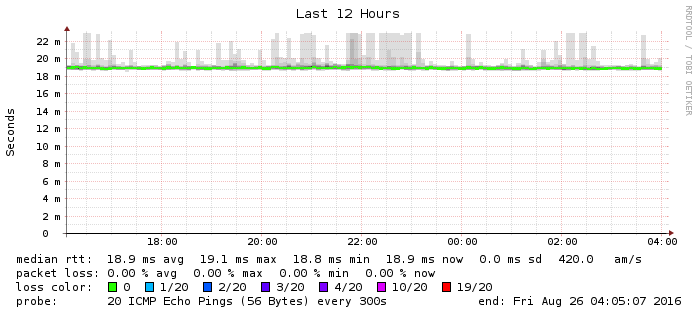 Last 12 Hours
RRDTOOL / TOBI OETIKER
Seconds
22 m
20 m
18 m
16 m
14 m
12 m
10 m
8 m
6 m
4 m
2 m
0
18:00 20:00 22:00 00:00 02:00 04:00
median rtt: 18.9 ms avg 19.1 ms max 18.8 ms min 18.9 ms now 0.0 ms sd 420.0 am/s
packet loss: 0.00 % avg 0.00 % max 0.00 % min 0.00 % now
loss color: 0 1/20 2/20 3/20 4/20 10/20 19/20
probe: 20 ICMP Echo Pings (56 Bytes) every 300s end: Fri Aug 26 04:05:07 2016